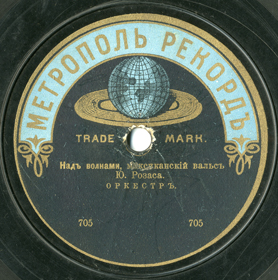 МЕТРОПОЛЬ РЕКОРДЪ
TRADE MARK.
Надъ волнами, мексиканскій вальсъ
Ю. Розаса.
ОРКЕСТРЪ.
705 705